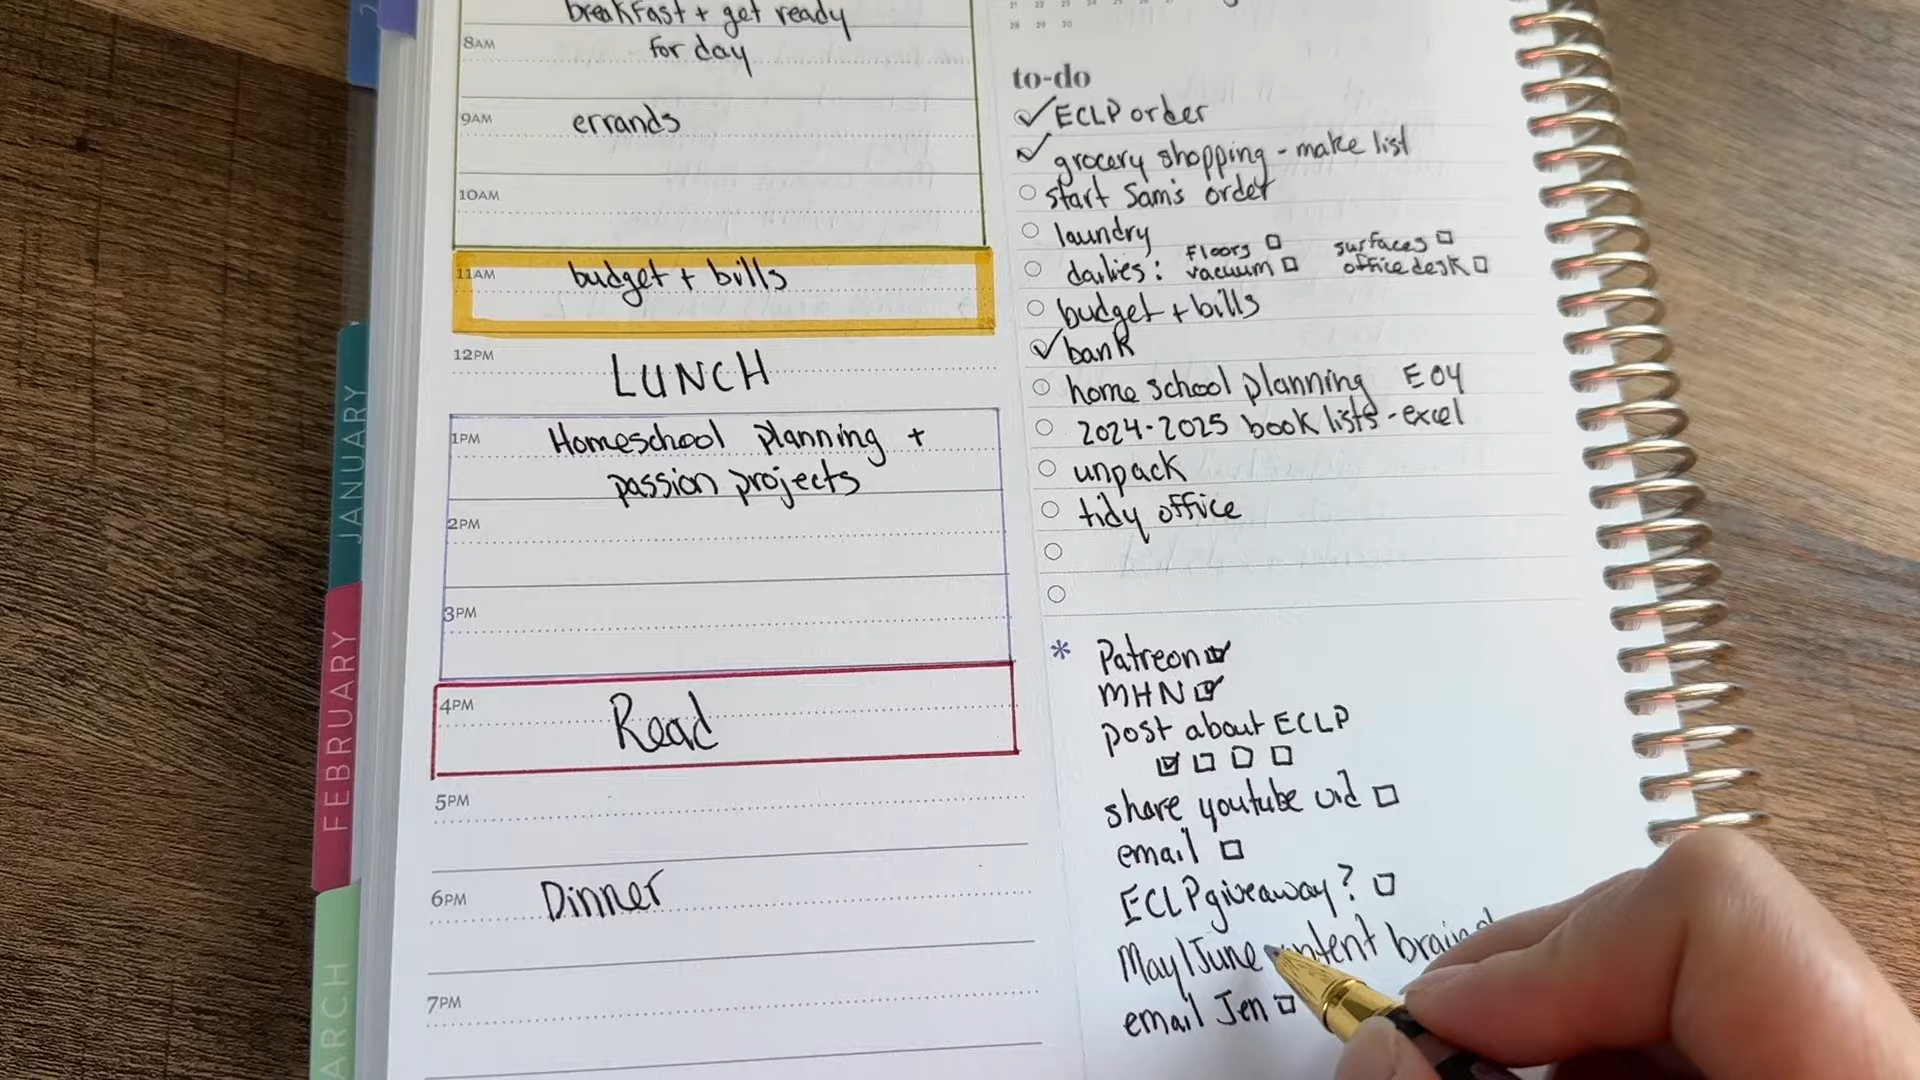 JANUARY
FEBRUARY
ARCH
breakfast + get ready
8AM for day
9AM errands
10AM
11AM budget + bills
12PM LUNCH
1PM Homeschool planning +
passion projects
2PM
3PM
4PM Read
5PM
6PM Dinner
7PM
28 29 30
to-do
ECLP order
grocery shopping - make list
start Sam's order
laundry
floors surfaces
dailies: vacuum office desk
budget + bills
bank
home school planning EOY
2024-2025 book lists - excel
unpack
tidy office
* Patreon
MHN
post about ECLP
share youtube vid
email
ECLP giveaway?
May/June content
email Jen